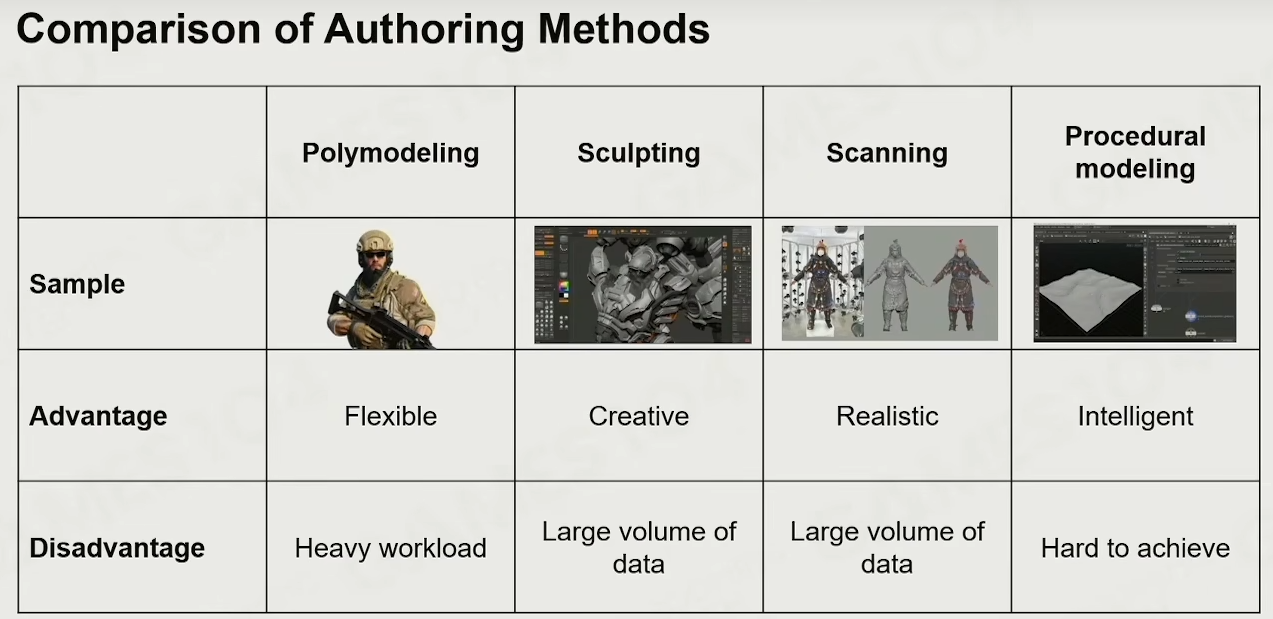 Comparison of Authoring Methods
Polymodeling
Sculpting
Scanning
Procedural
modeling
Sample
Advantage
Flexible
Creative
Realistic
Intelligent
Disadvantage
Heavy workload
Large volume of
data
Large volume of
data
Hard to achieve
GAMES104